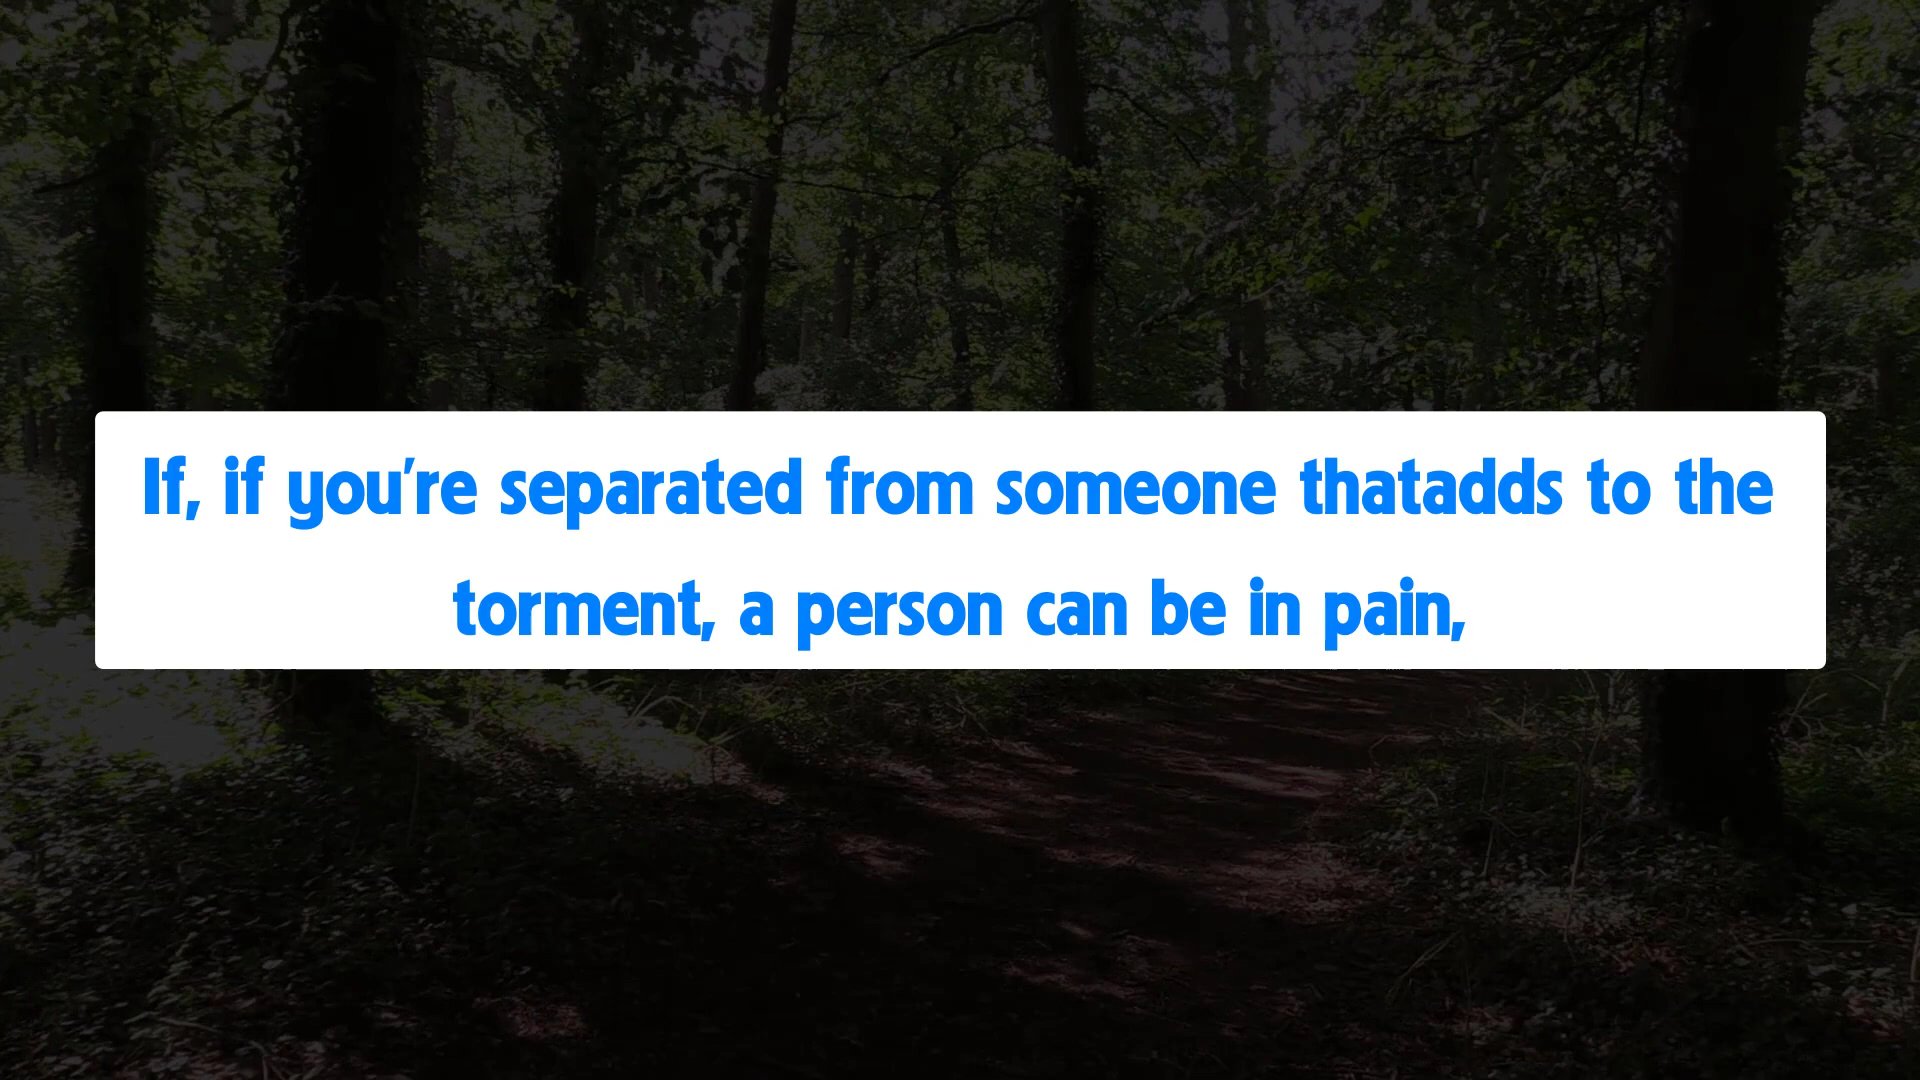 If, if you're separated from someone thatadds to the
torment, a person can be in pain,